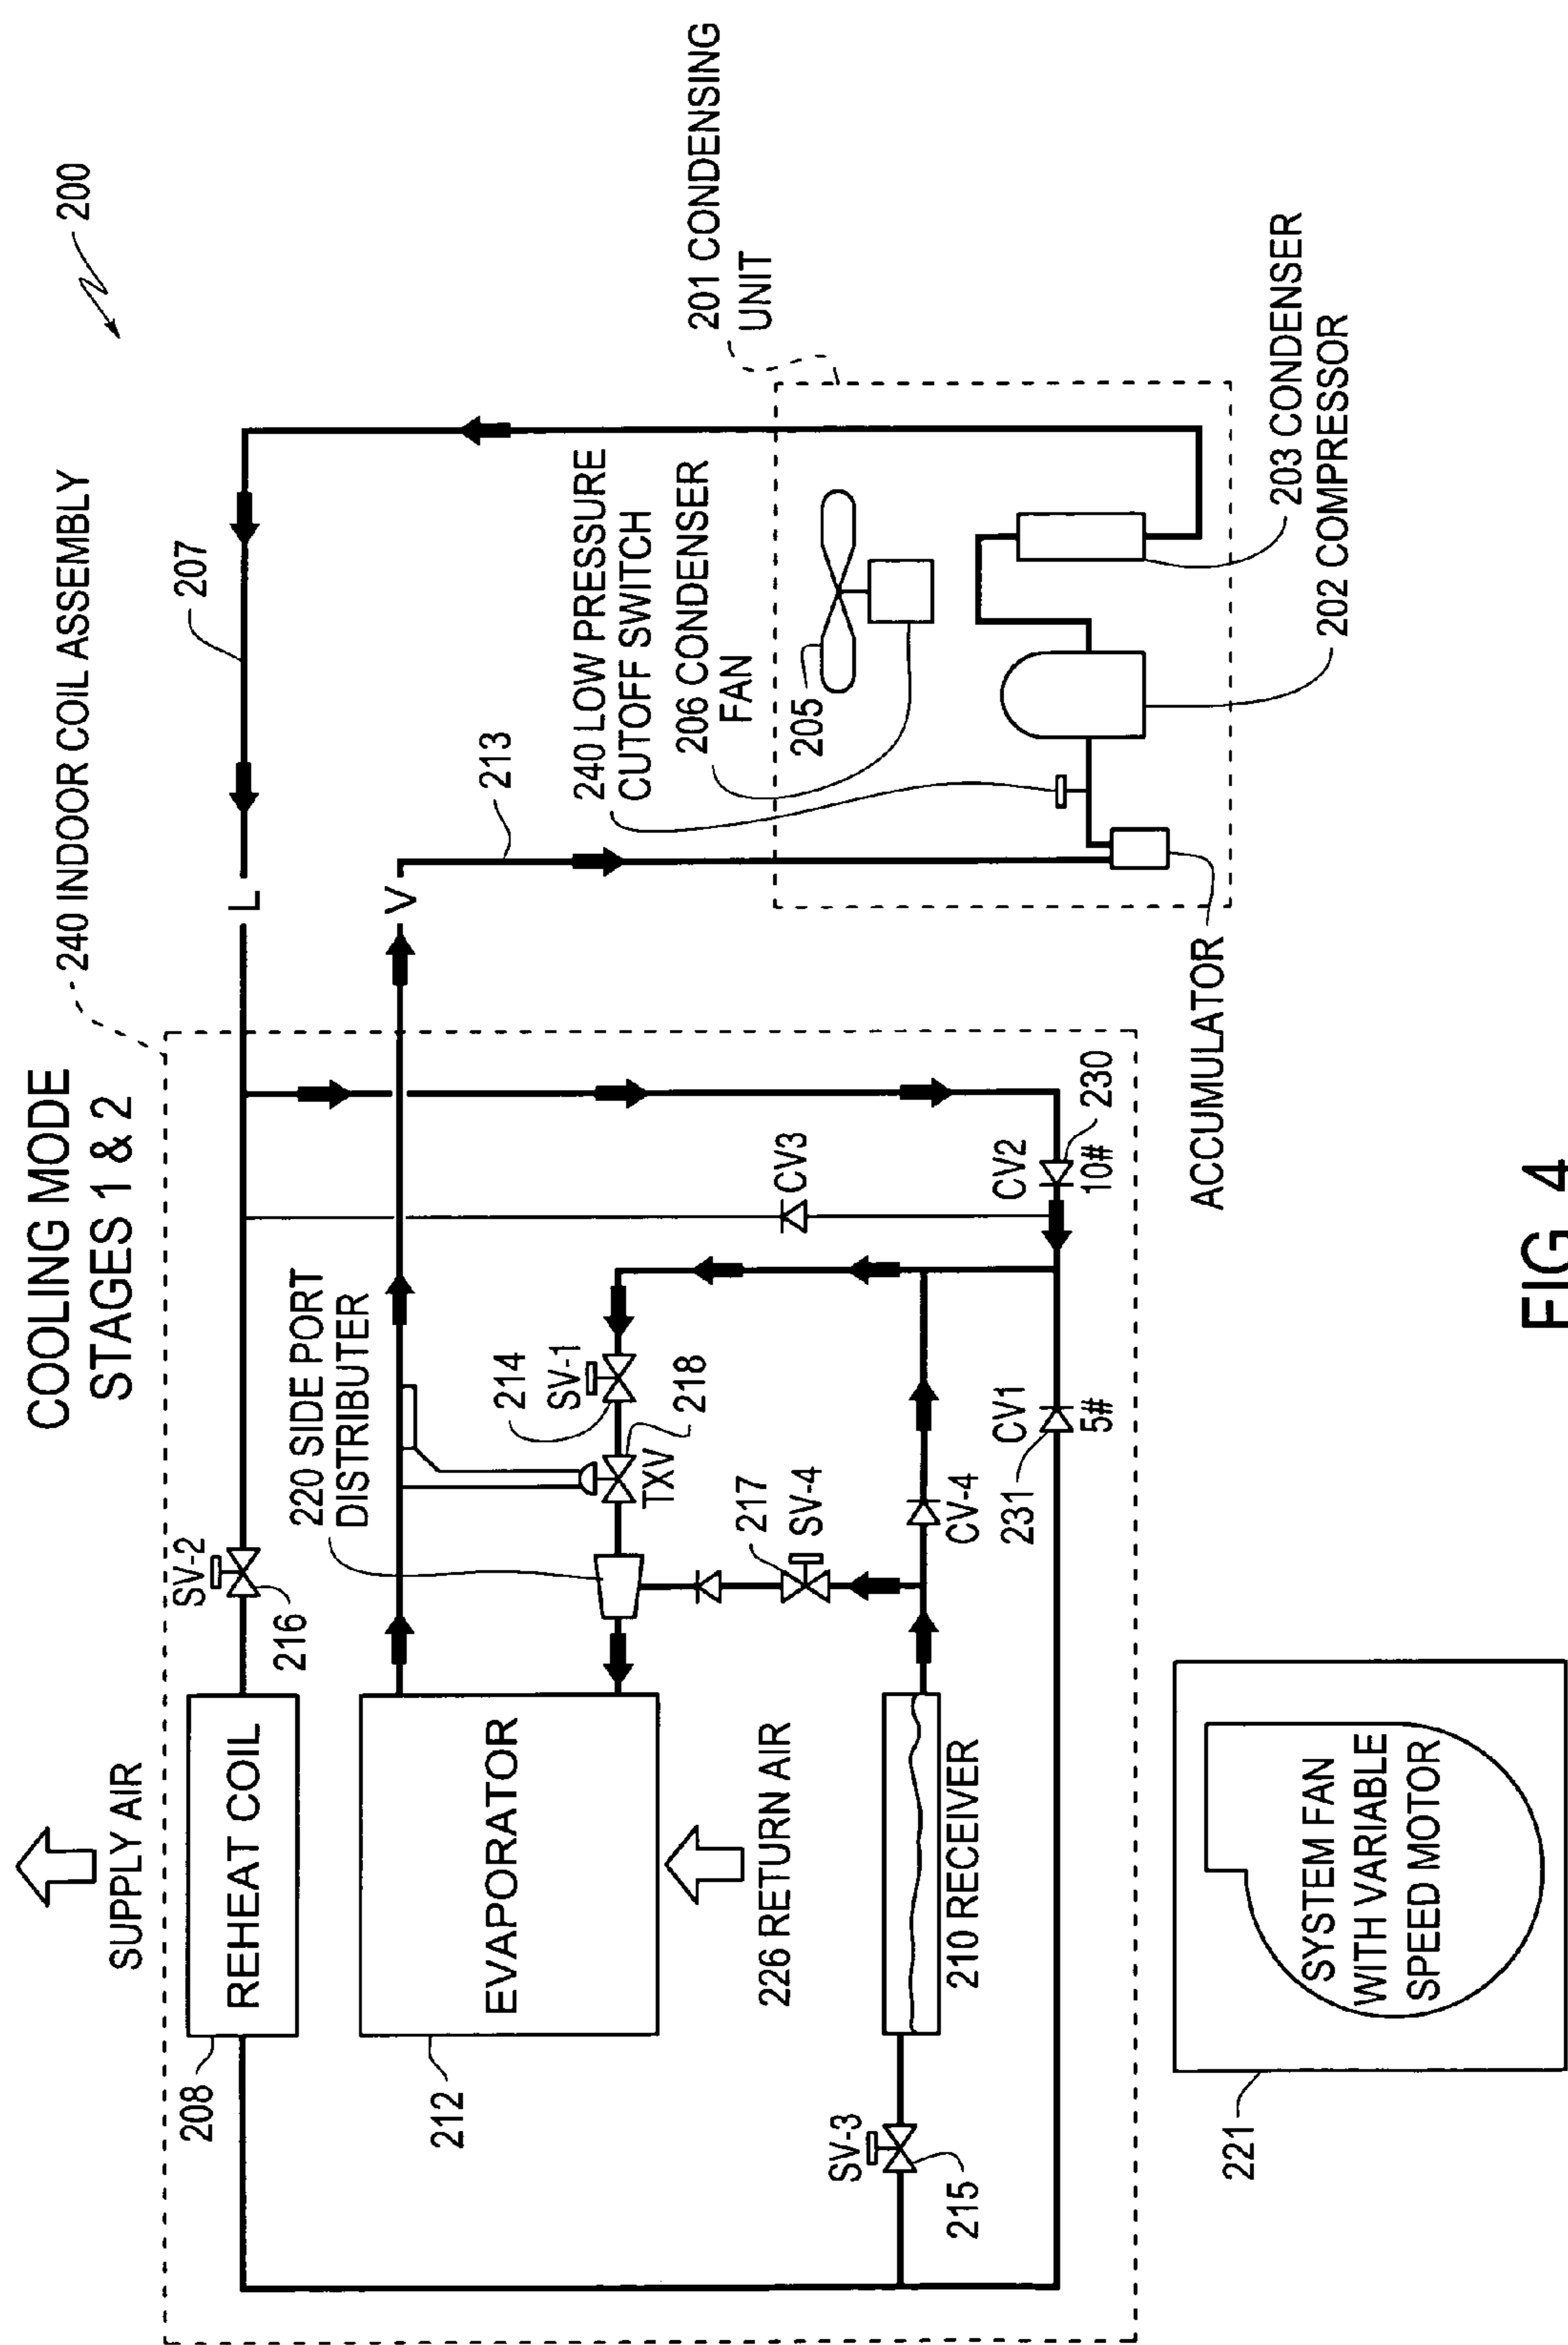 COOLING MODE
STAGES 1 & 2
200
240 INDOOR COIL ASSEMBLY
SUPPLY AIR
207
L
SV-2
216
REHEAT COIL
208
V
213
220 SIDE PORT
DISTRIBUTER
214
SV-1
218
TXV
EVAPORATOR
212
217
SV-4
CV3
226 RETURN AIR
CV-4
210 RECEIVER
SV-3
215
CV1
5#
231
CV2
10#
230
201 CONDENSING
UNIT
240 LOW PRESSURE
CUTOFF SWITCH
206 CONDENSER
FAN
205
203 CONDENSER
202 COMPRESSOR
ACCUMULATOR
SYSTEM FAN
WITH VARIABLE
SPEED MOTOR
221
FIG. 4